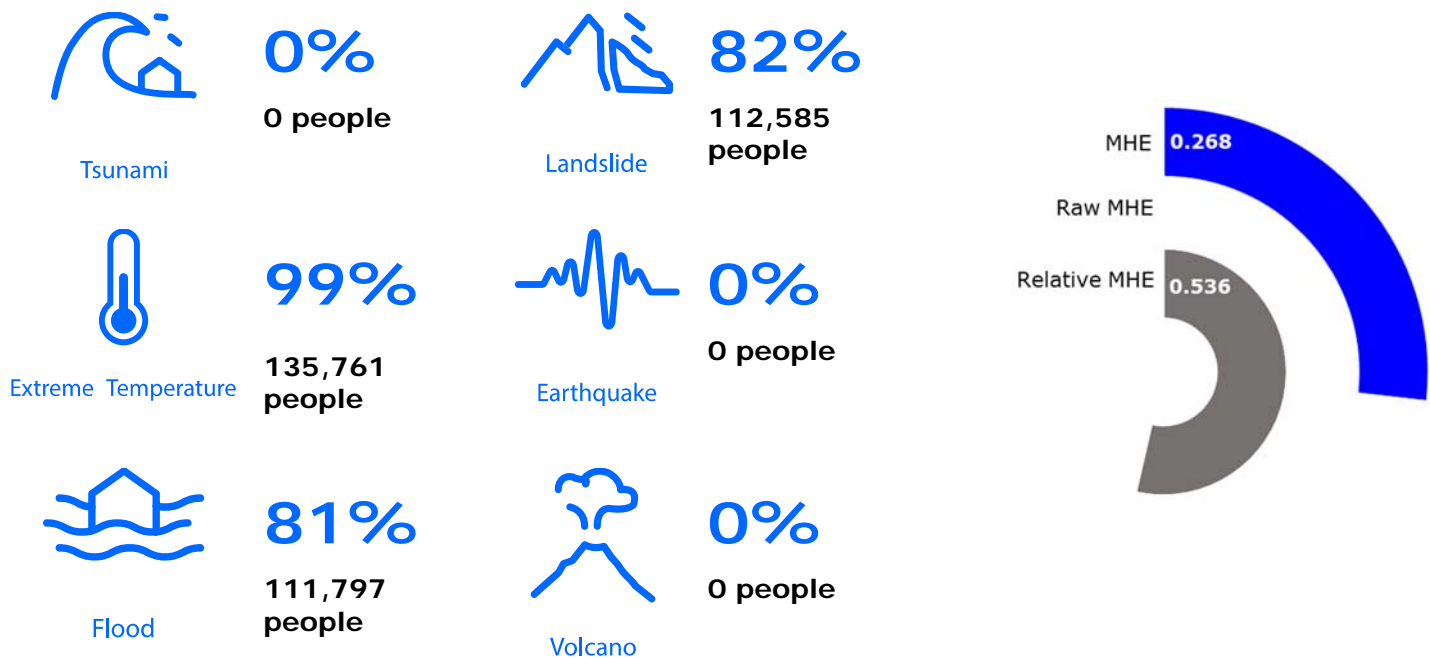 0%
0 people
Tsunami
82%
112,585
people
Landslide
99%
135,761
people
Extreme Temperature
0%
0 people
Earthquake
81%
111,797
people
Flood
0%
0 people
Volcano
MHE 0.268
Raw MHE
Relative MHE 0.536